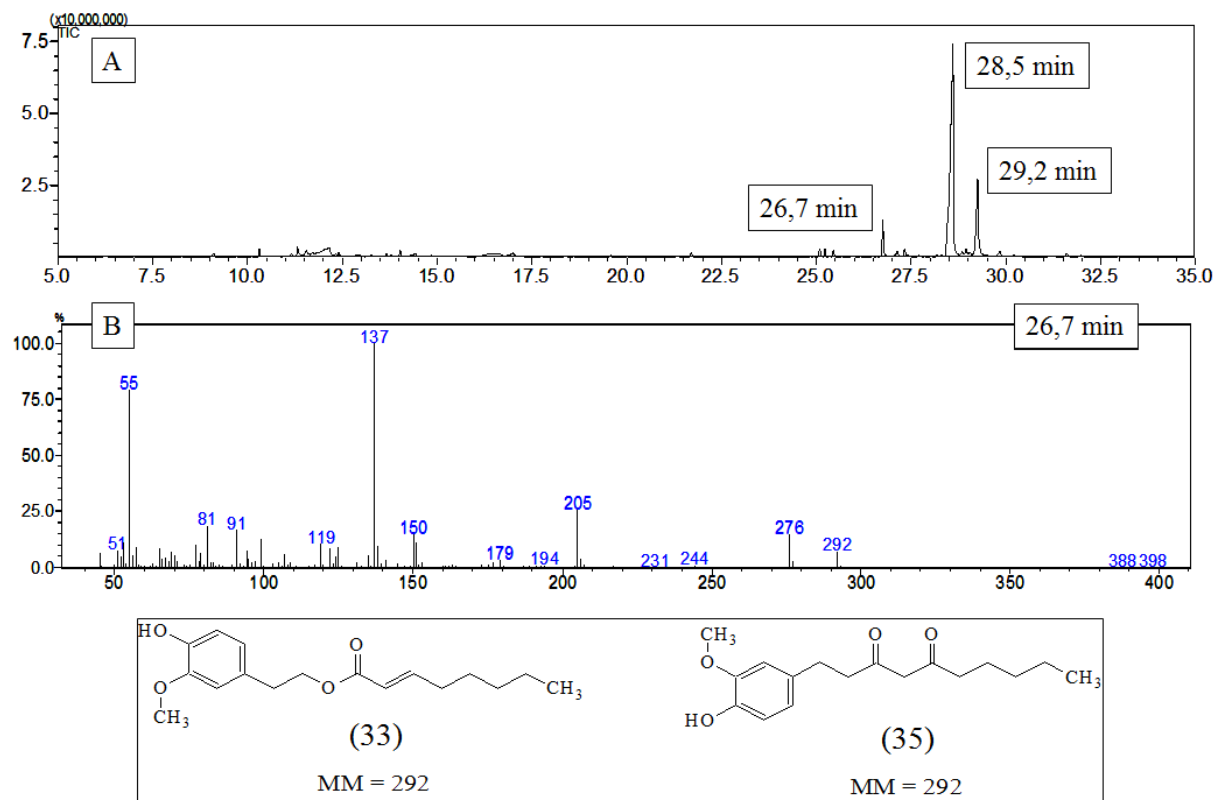 (x10,000,000)
TIC
A
7.5
5.0
2.5
28,5 min
29,2 min
26,7 min
5.0 7.5 10.0 12.5 15.0 17.5 20.0 22.5 25.0 27.5 30.0 32.5 35.0
%
B
26,7 min
100.0
75.0
50.0
25.0
0.0
137
55
51
81
91
119
150
179
194
205
231
244
276
292
388
398
50 100 150 200 250 300 350 400
HO
O
O
O
CH3
CH3
(33)
MM = 292
CH3
O
HO
O
O
CH3
(35)
MM = 292